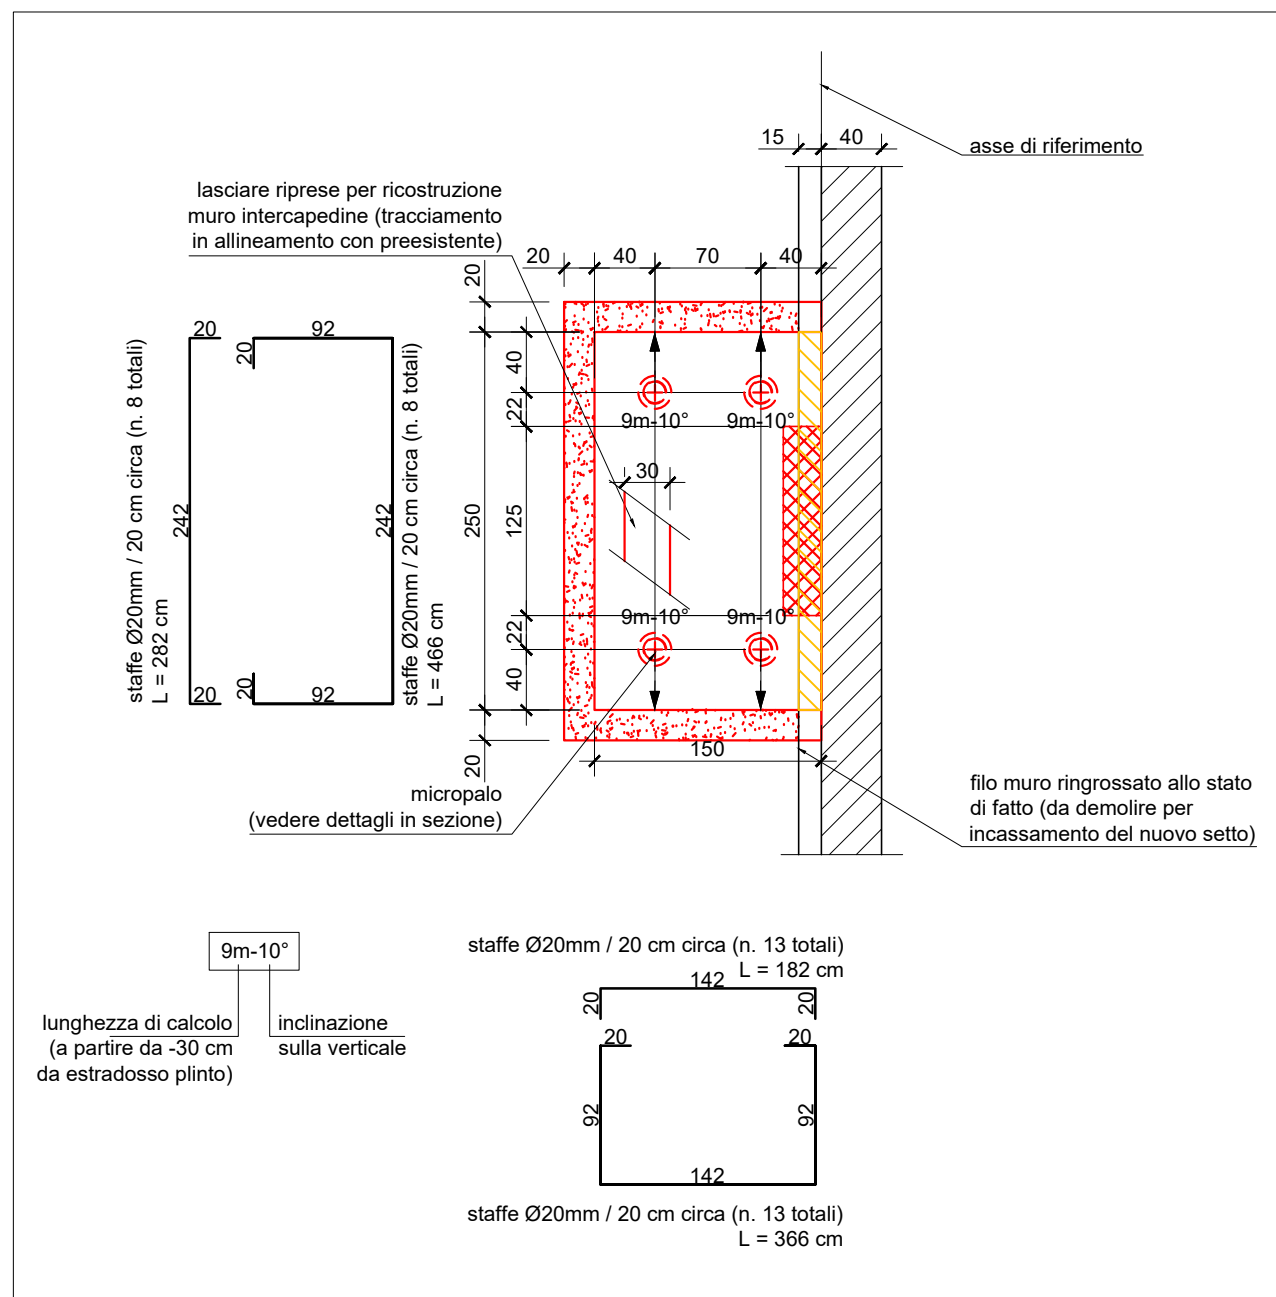 asse di riferimento
15
40
lasciare riprese per ricostruzione
muro intercapedine (tracciamento
in allineamento con preesistente)
20
40
70
40
20
250
20
40
22
125
22
40
30
9m-10°
9m-10°
9m-10°
9m-10°
150
staffe Ø20mm / 20 cm circa (n. 8 totali)
L = 282 cm
20
242
20
92
20
242
20
92
staffe Ø20mm / 20 cm circa (n. 8 totali)
L = 466 cm
micropalo
(vedere dettagli in sezione)
filo muro ringrossato allo stato
di fatto (da demolire per
incassamento del nuovo setto)
9m-10°
lunghezza di calcolo
(a partire da -30 cm
da estradosso plinto)
inclinazione
sulla verticale
staffe Ø20mm / 20 cm circa (n. 13 totali)
L = 182 cm
142
20
20
20
20
92
92
142
staffe Ø20mm / 20 cm circa (n. 13 totali)
L = 366 cm